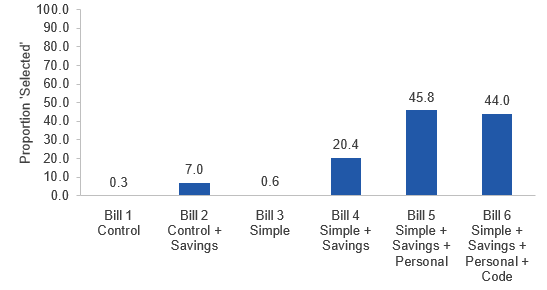 Proportion 'Selected'
100.0
90.0
80.0
70.0
60.0
50.0
40.0
30.0
20.0
10.0
0.0
0.3
7.0
0.6
20.4
45.8
44.0
Bill 1
Control
Bill 2
Control +
Savings
Bill 3
Simple
Bill 4
Simple +
Savings
Bill 5
Simple +
Savings +
Personal
Bill 6
Simple +
Savings +
Personal +
Code